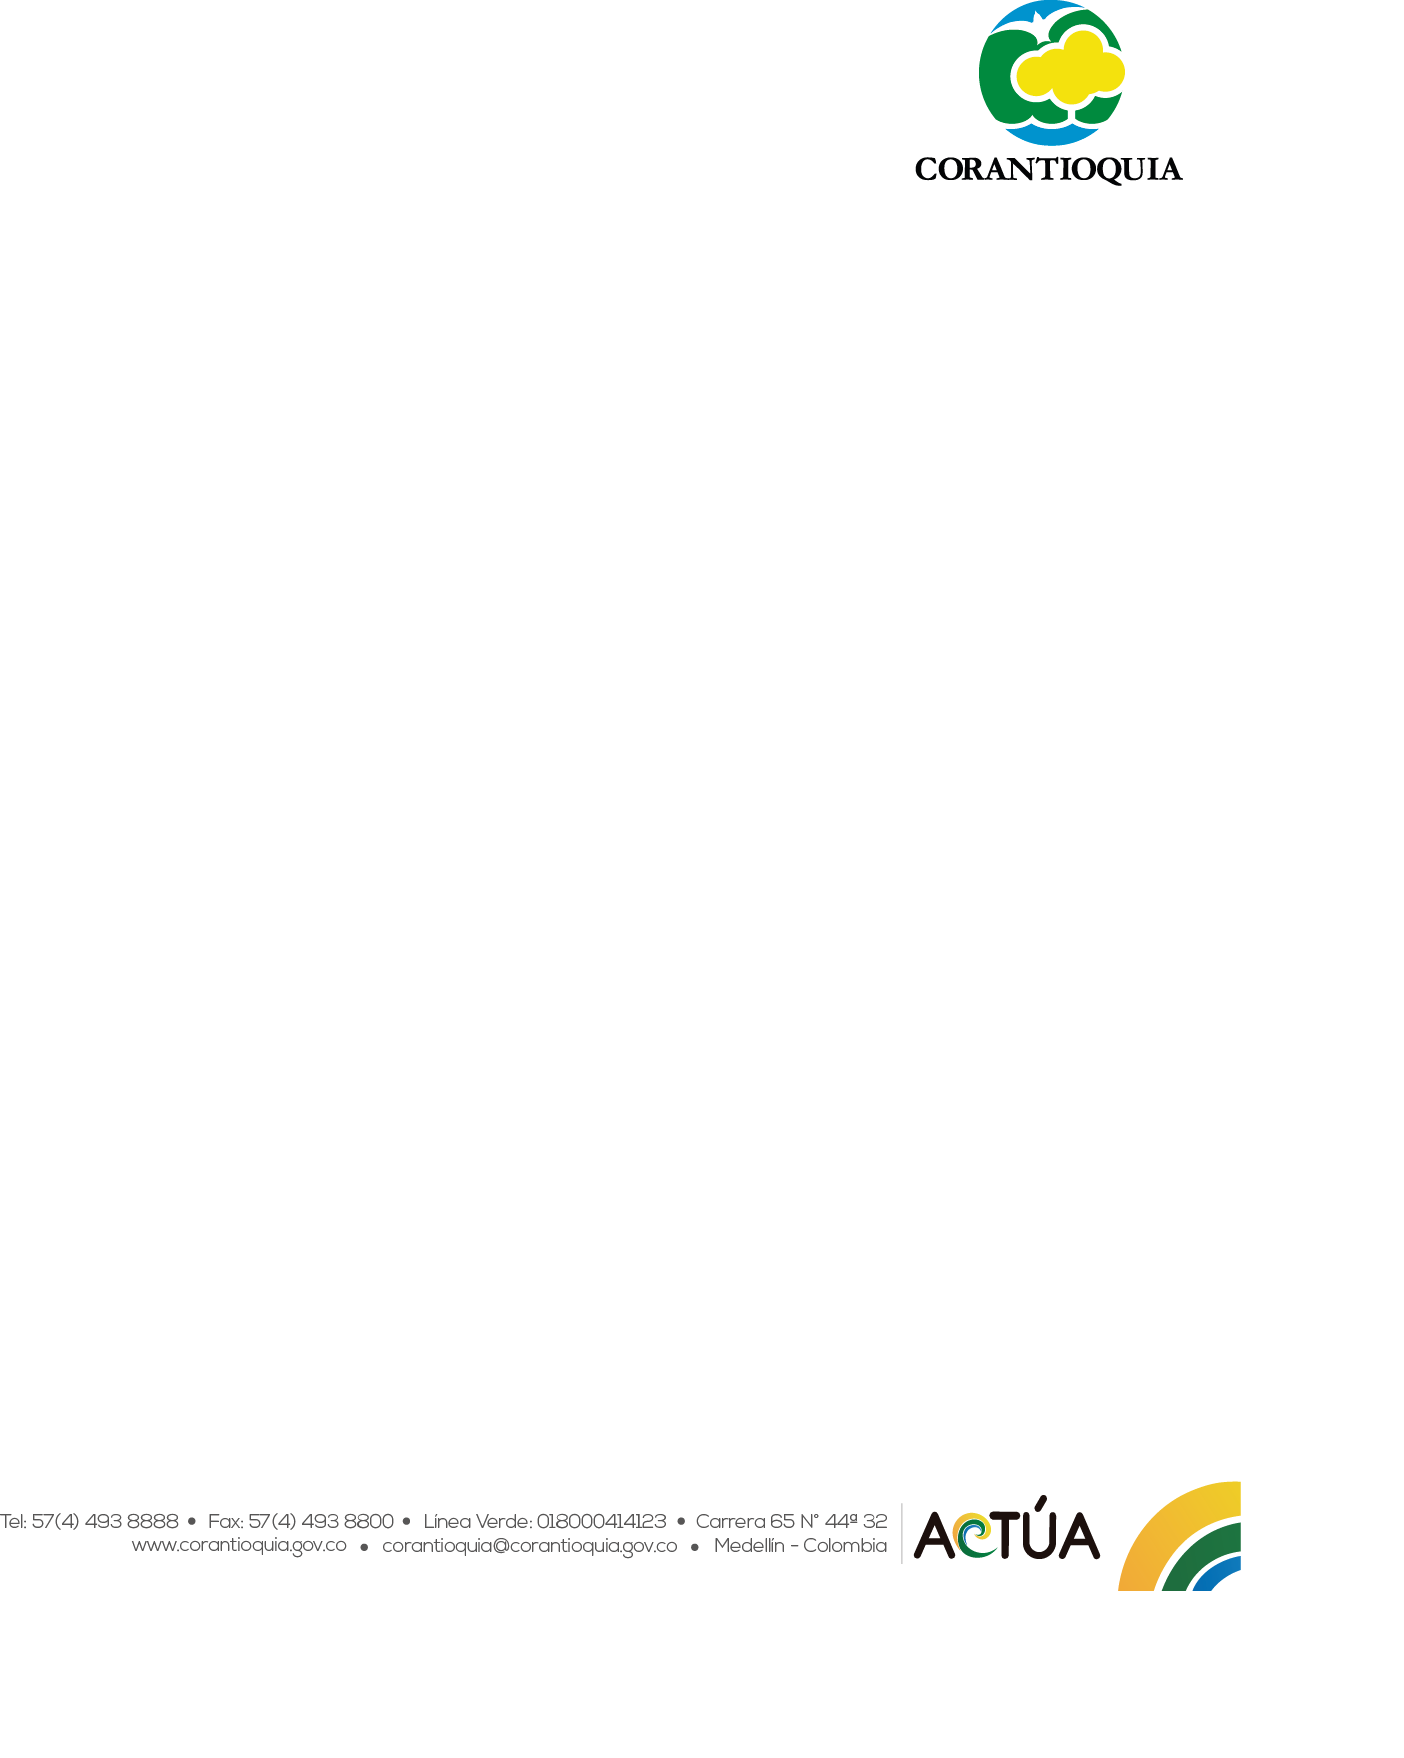 CORANTIOQUIA
Tel: 57(4) 493 8888 • Fax: 57(4) 493 8800 • Línea Verde: 018000414123 • Carrera 65 N° 44ª 32
www.corantioquia.gov.co • corantioquia@corantioquia.gov.co • Medellín - Colombia
ACTÚA